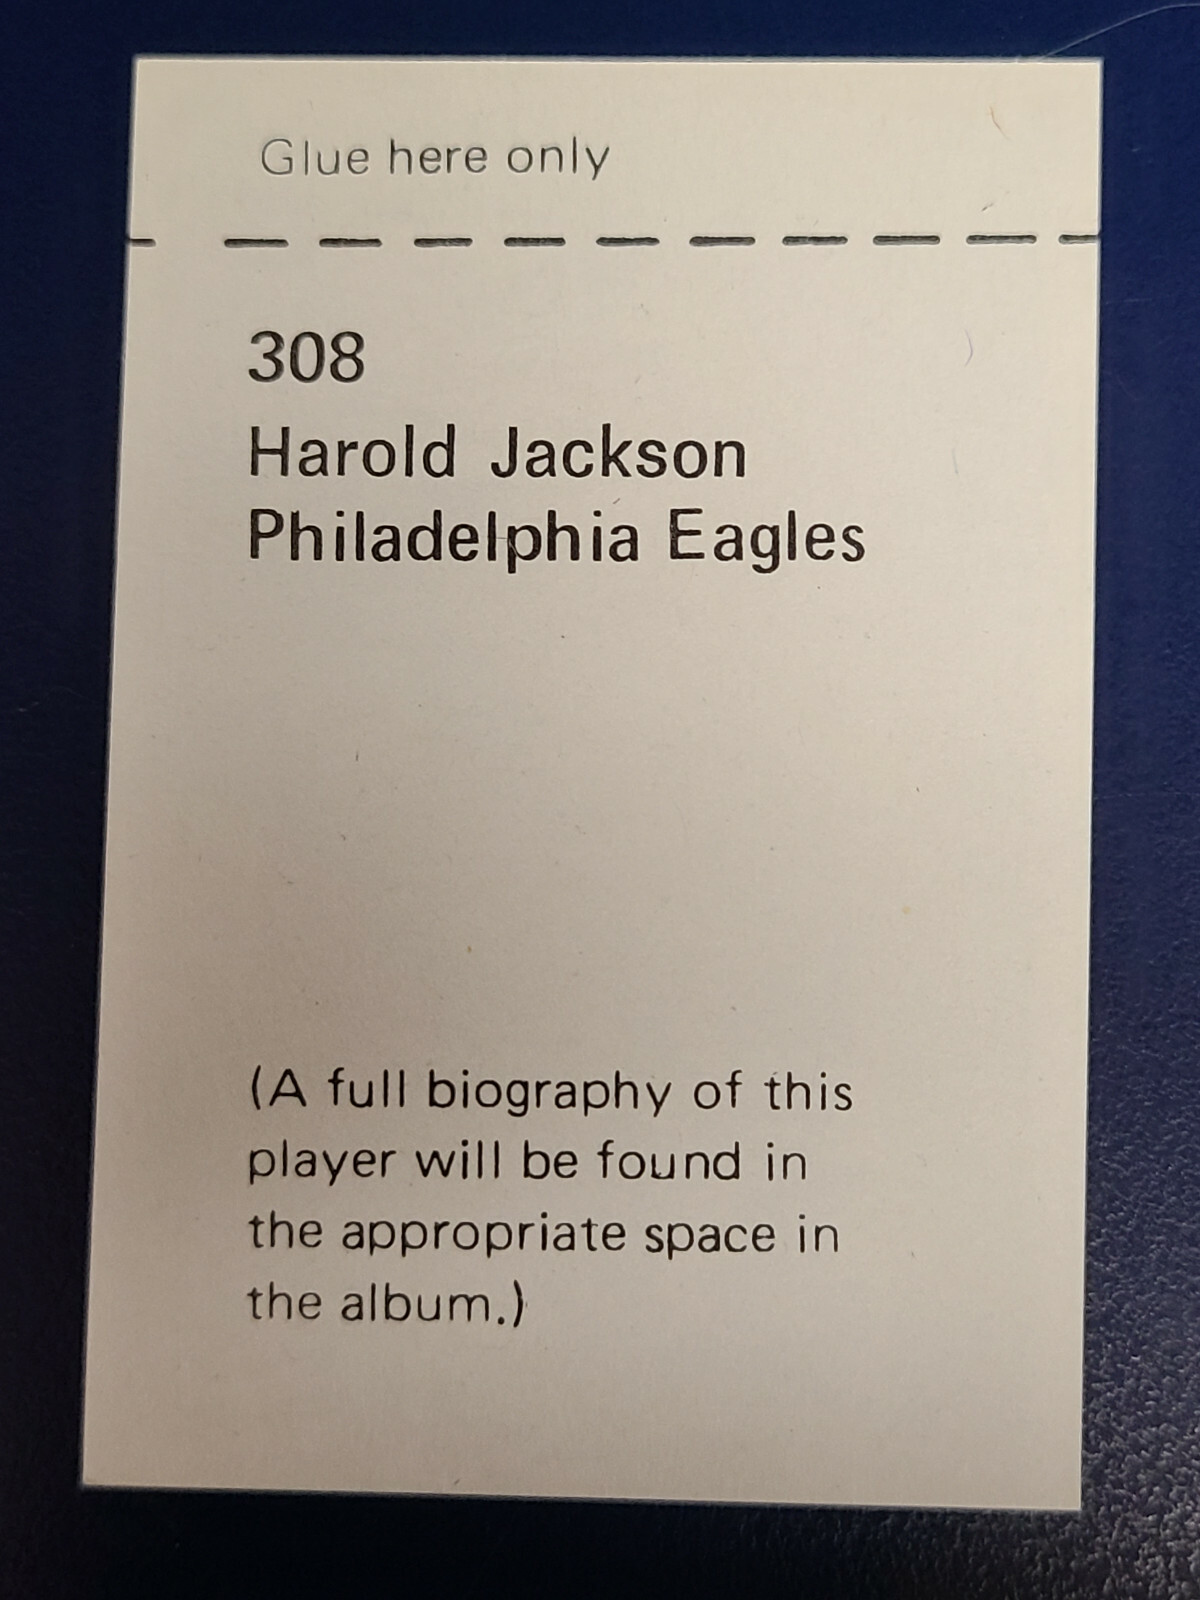 Glue here only
308
Harold Jackson
Philadelphia Eagles
(A full biography of this
player will be found in
the appropriate space in
the album.)